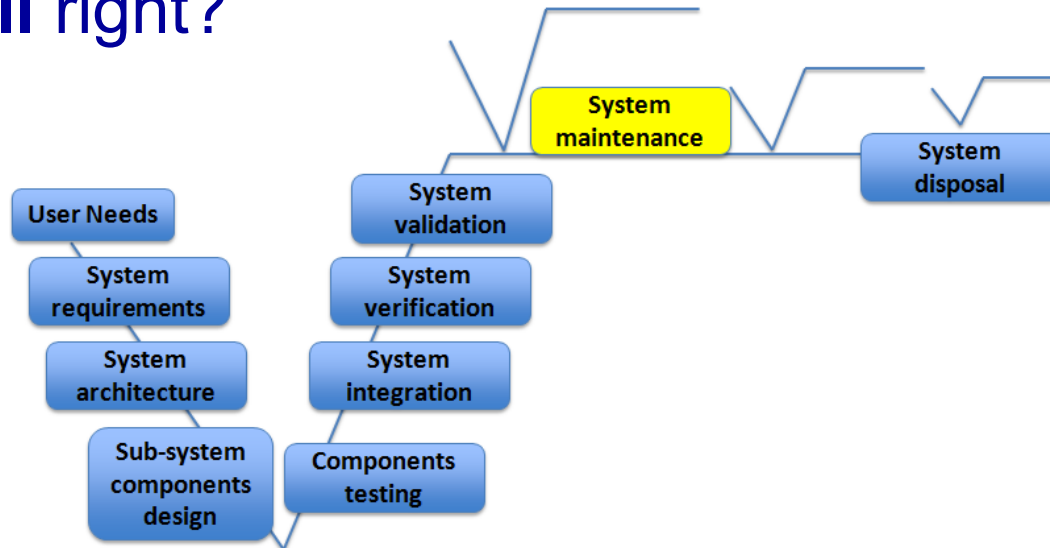 ll right?
System
maintenance
System
disposal
System
validation
User Needs
System
verification
System
requirements
System
integration
System
architecture
Components
testing
Sub-system
components
design